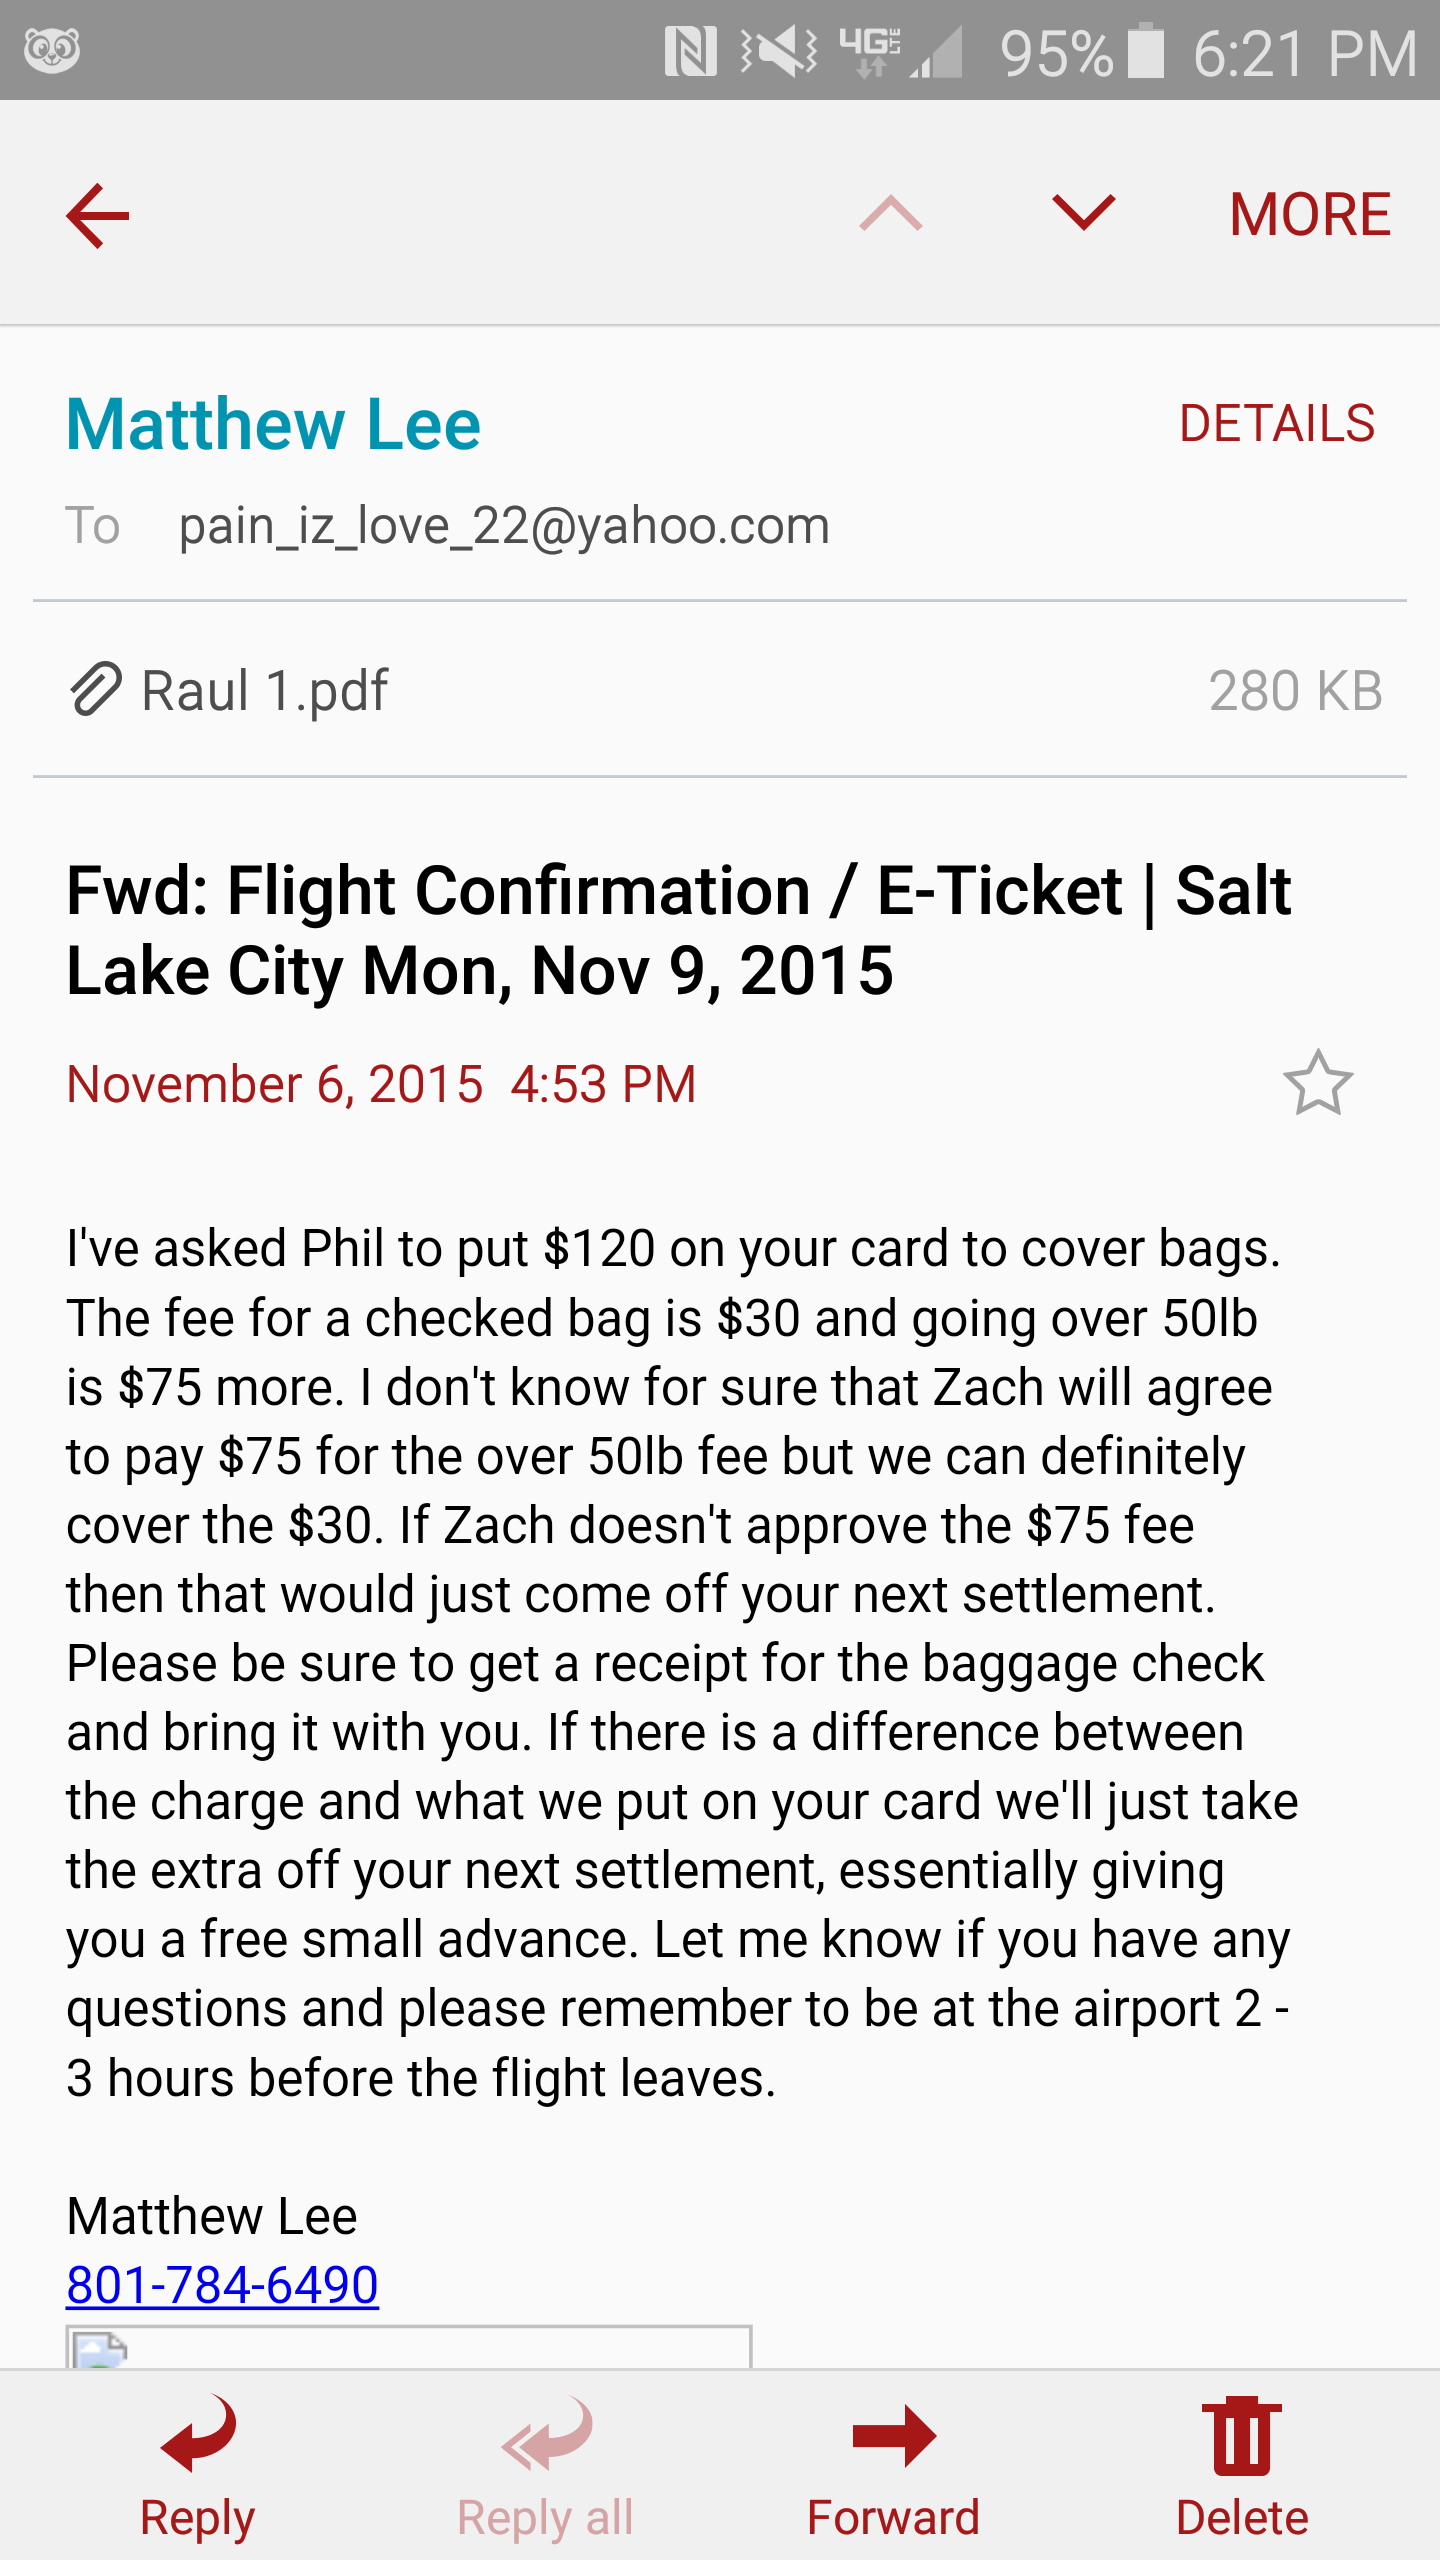 4G LTE 95% 6:21 PM
MORE
Matthew Lee DETAILS
To pain_iz_love_22@yahoo.com
Raul 1.pdf 280 KB
Fwd: Flight Confirmation / E-Ticket | Salt
Lake City Mon, Nov 9, 2015
November 6, 2015 4:53 PM
I've asked Phil to put $120 on your card to cover bags.
The fee for a checked bag is $30 and going over 50lb
is $75 more. I don't know for sure that Zach will agree
to pay $75 for the over 50lb fee but we can definitely
cover the $30. If Zach doesn't approve the $75 fee
then that would just come off your next settlement.
Please be sure to get a receipt for the baggage check
and bring it with you. If there is a difference between
the charge and what we put on your card we'll just take
the extra off your next settlement, essentially giving
you a free small advance. Let me know if you have any
questions and please remember to be at the airport 2 -
3 hours before the flight leaves.
Matthew Lee
801-784-6490
Reply Reply all Forward Delete